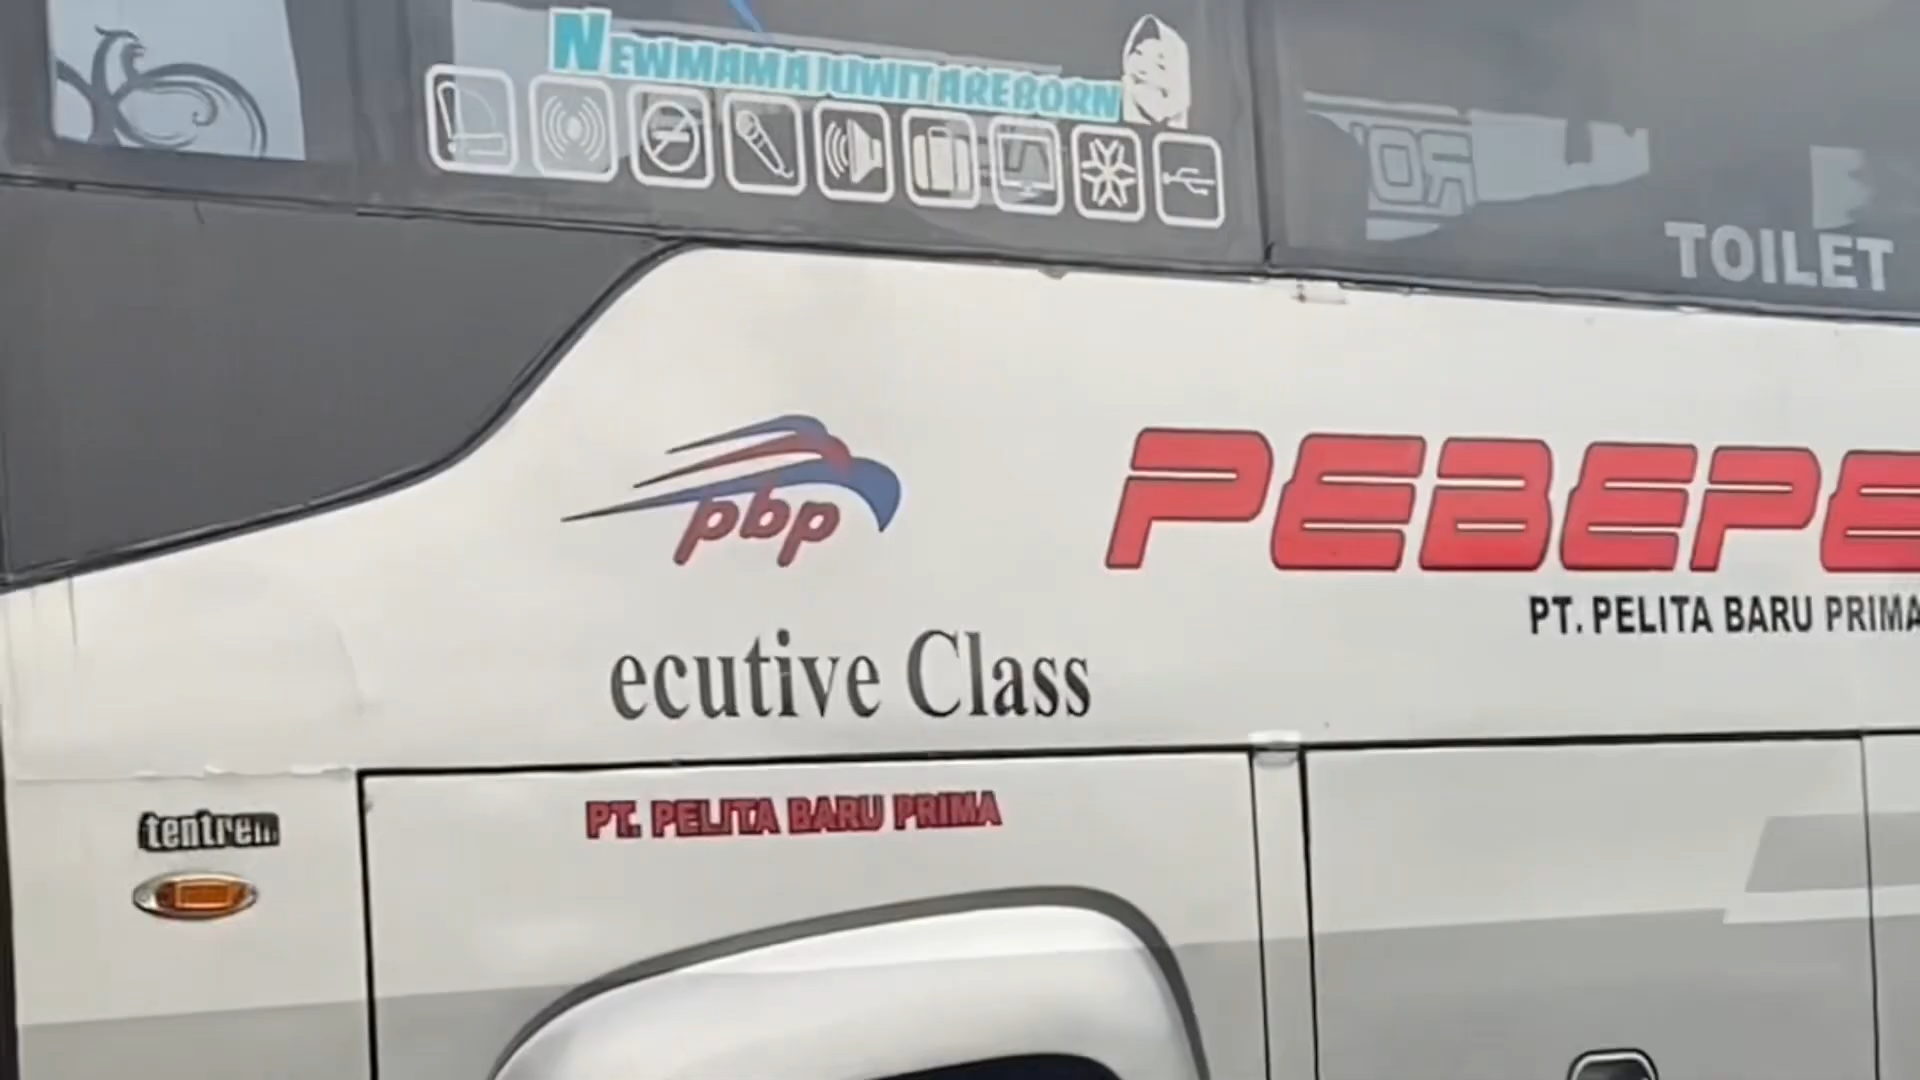 NEWMAMAJUWITAREBORN
TOILET
pbp
PEBEPE
PT. PELITA BARU PRIMA
ecutive Class
PT. PELITA BARU PRIMA
tentrem